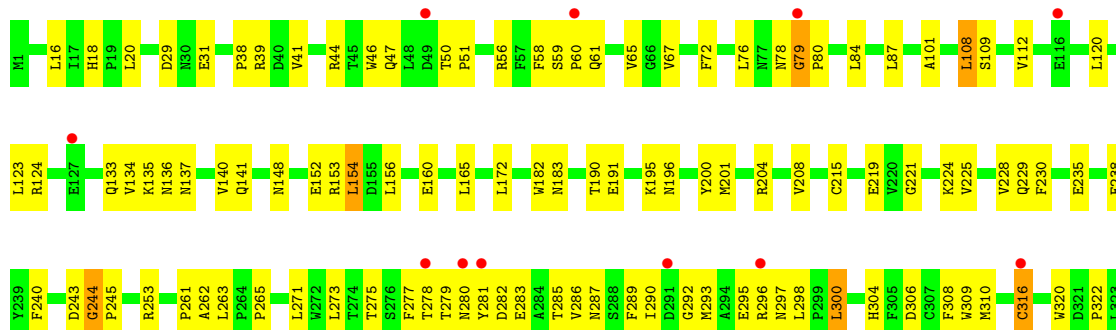 M1 L16 I17 H18 P19 L20 D29 N30 E31 P38 R39 D40 V41 R44 T45 W46 Q47 L48 D49 T50 P51 R56 F57 F58 S59 P60 Q61 V65 G66 V67 F72 L76 N77 N78 G79 P80 L84 L87 A101 L108 S109 V112 E116 L120
L123 R124 E127 Q133 V134 K135 N136 N137 V140 Q141 N148 E152 R153 L154 D155 L156 E160 L165 L172 W182 N183 T190 E191 K195 N196 Y200 M201 R204 V208 C215 E219 V220 G221 K224 V225 V228 Q229 F230 E235
Y239 F240 D243 G244 P245 R253 P261 A262 L263 P264 P265 L271 W272 L273 T274 T275 S276 F277 T278 T279 N280 Y281 D282 E283 A284 T285 V286 N287 S288 F289 I290 D291 G292 M293 A294 E295 R296 N297 L298 P299 L300 H304 F305 D306 C307 F308 W309 M310 C316 W320 D321 P322